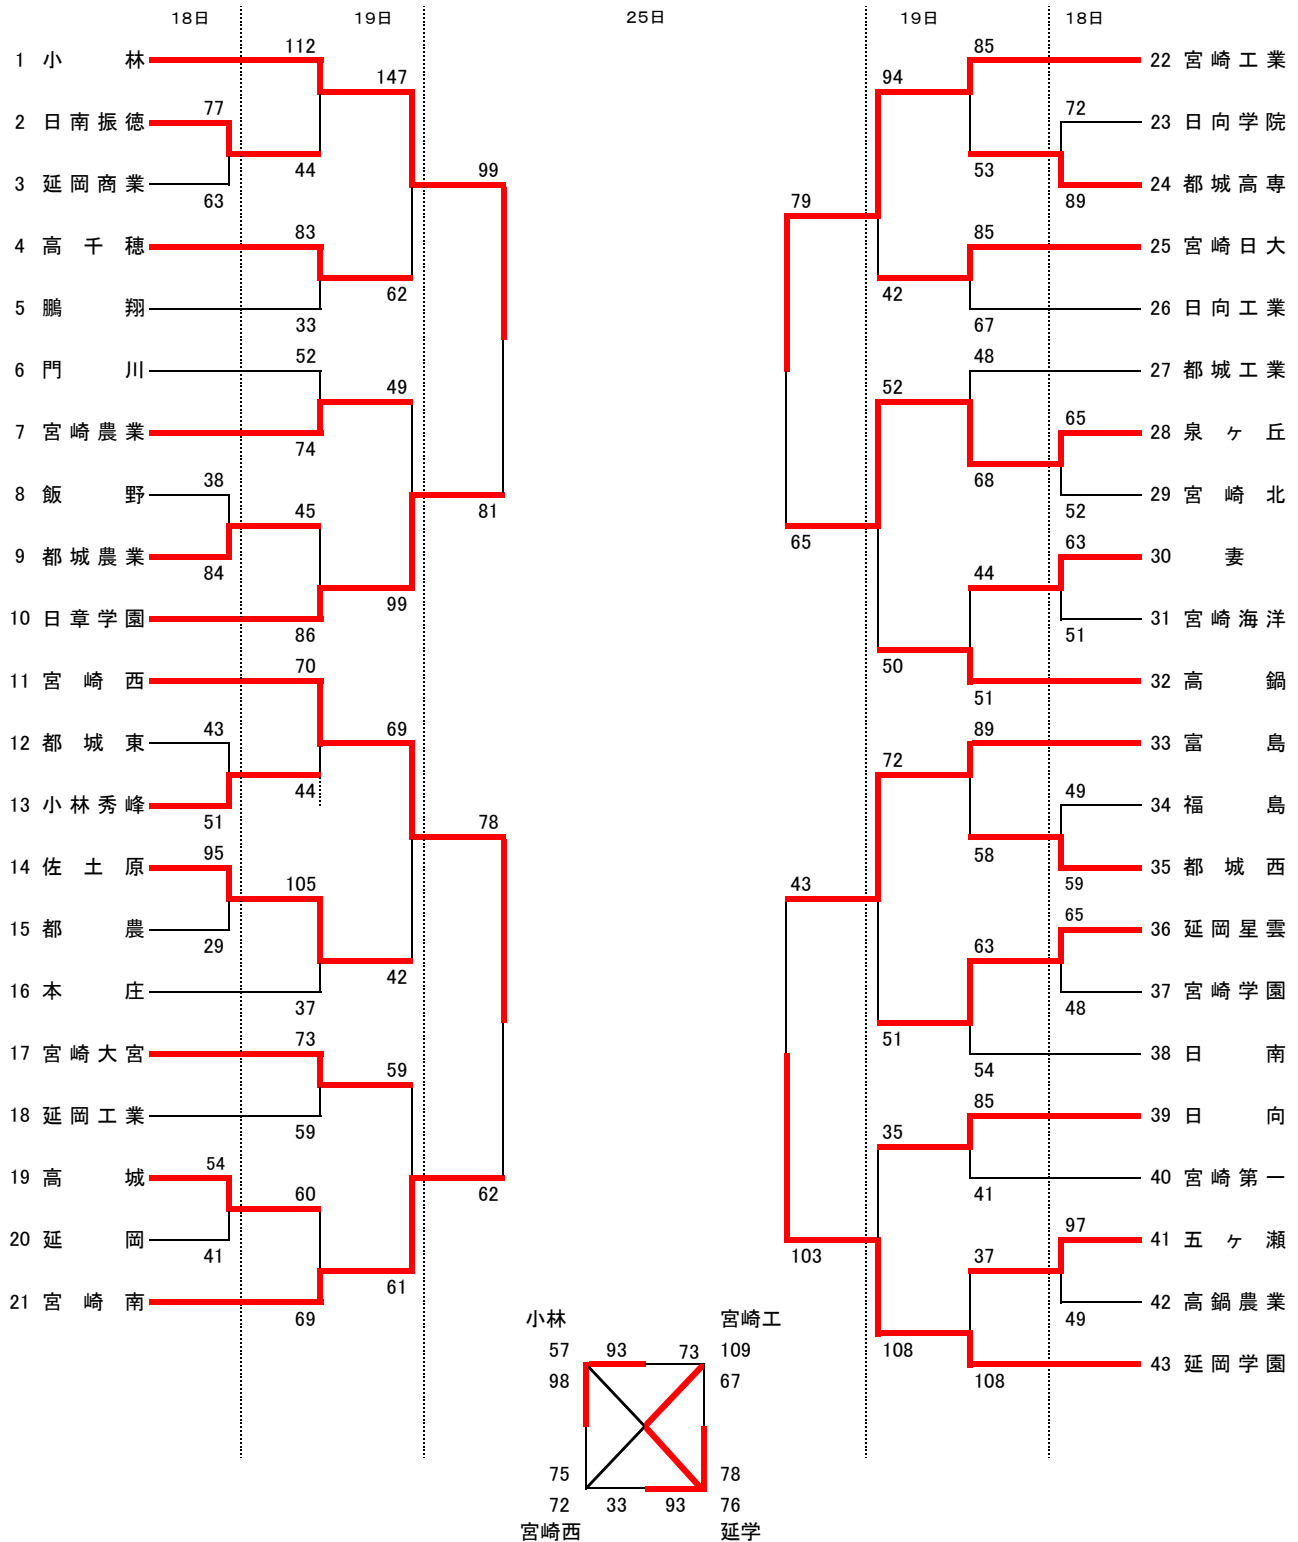 18日 19日 25日 19日 18日
112 85
1 小林 22 宮崎工業
147 94
77 72
2 日南振徳 23 日向学院
44 99 53
3 延岡商業 24 都城高専
63 79 89
83 85
4 高千穂 25 宮崎日大
62 42
5 鵬翔 26 日向工業
33 67
52 48
6 門川 27 都城工業
49 52
65
7 宮崎農業 28 泉ヶ丘
74
38 68
8 飯野 29 宮崎北
45 81 52
65 63
9 都城農業 30 妻
84 44
99
10 日章学園 31 宮崎海洋
86 51
70 50
11 宮崎西 32 高鍋
51
43 69 89
12 都城東 33 富島
72
44 49
13 小林秀峰 34 福島
51 78
95 58
14 佐土原 35 都城西
105 43 59
65
15 都農 36 延岡星雲
29 63
42
16 本庄 37 宮崎学園
37 48
73 51
17 宮崎大宮 38 日南
59 54
85
18 延岡工業 39 日向
59 35
54
19 高城 40 宮崎第一
60 62 41
97
20 延岡 41 五ヶ瀬
41 103 37
61
21 宮崎南 42 高鍋農業
69 49
小林 宮崎工
57 93 73 109 108
43 延岡学園
98 67 108
75 78
72 33 93 76
宮崎西 延学